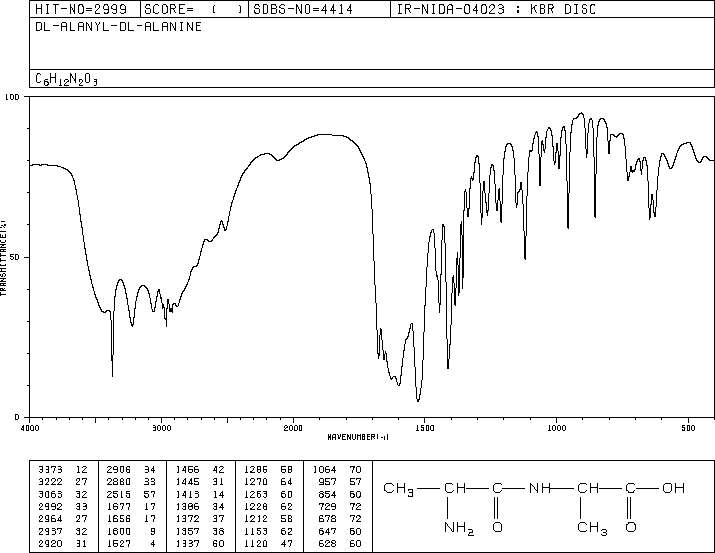 HIT-NO=2999 SCORE= ( ) SDBS-NO=4414 IR-NIDA-04023 : KBR DISC
DL-ALANYL-DL-ALANINE
C6H12N2O3
100
50
0
TRANSMITTANCE(%)
4000 3000 2000 1500 1000 500
WAVENUMBER(-1)
3373 12 2906 34 1456 42 1286 58 1064 70
3222 27 2880 33 1445 31 1270 64 957 57
3063 32 2515 57 1413 14 1263 60 854 60
2992 33 1677 17 1386 34 1228 62 729 72
2964 27 1656 17 1372 37 1212 58 678 72
2937 32 1600 9 1357 38 1153 62 647 60
2920 31 1527 4 1337 60 1120 47 628 60
CH3 CH C NH CH C OH
NH2 O CH3 O